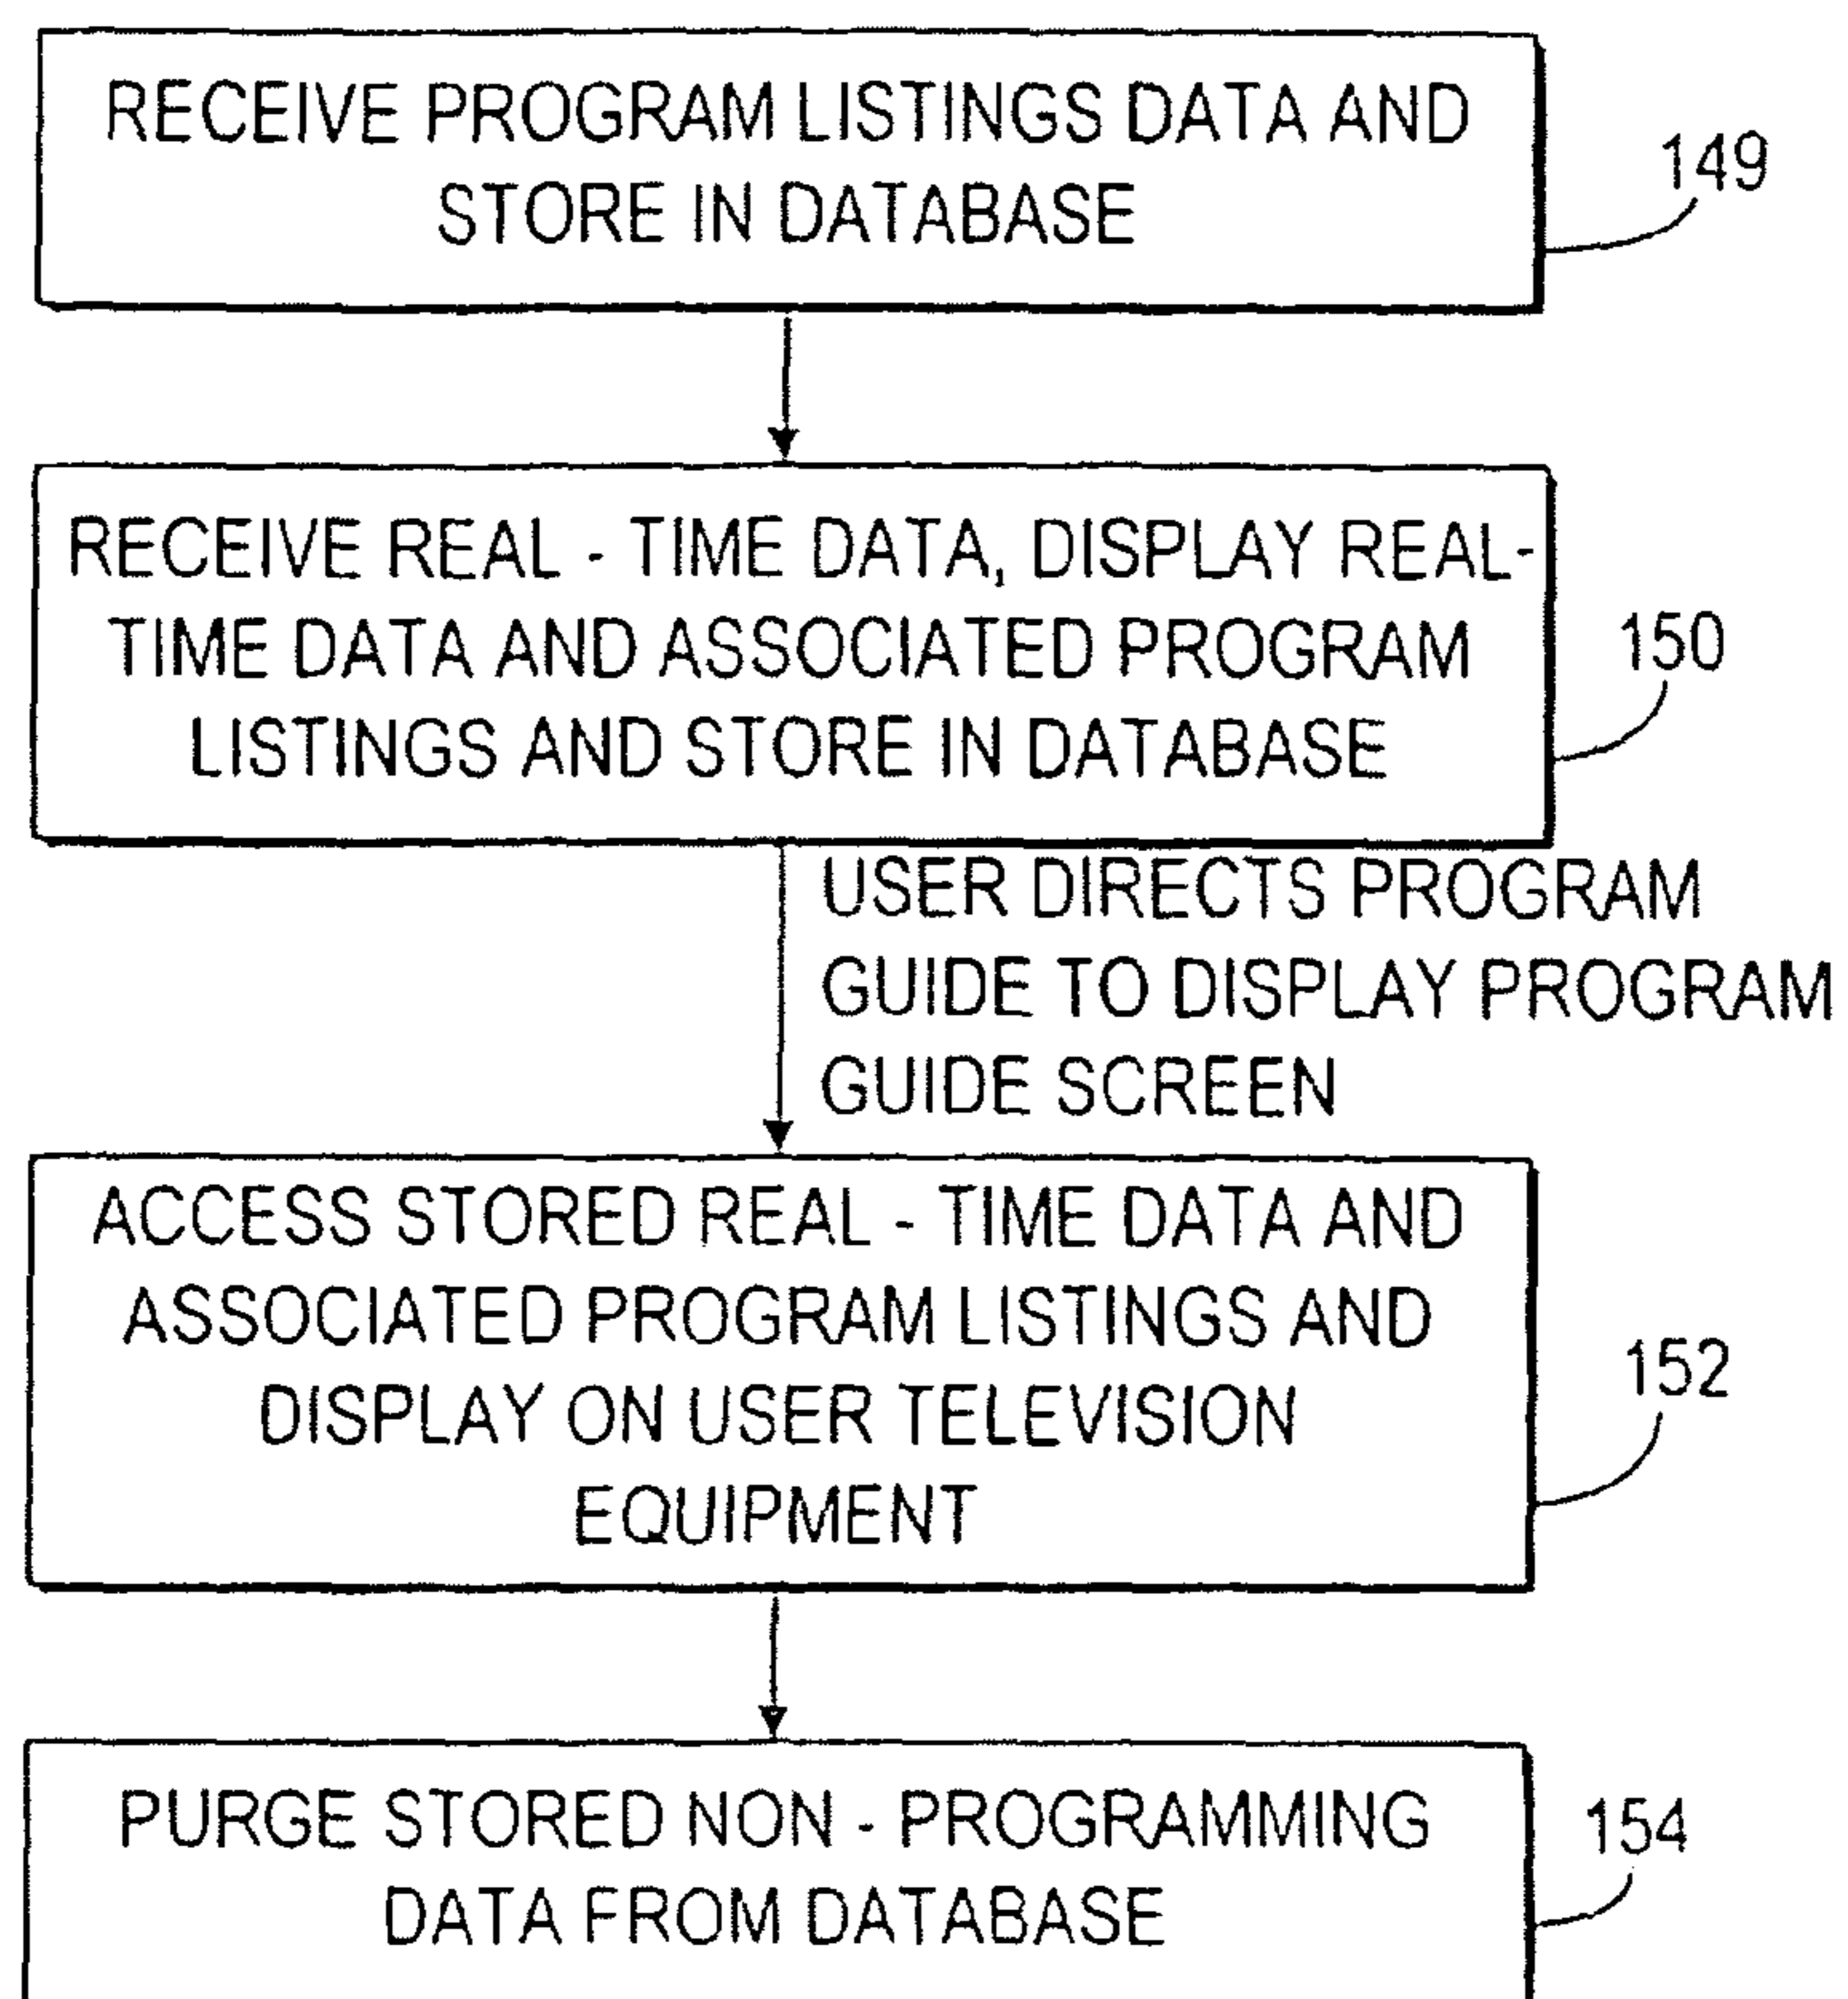 RECEIVE PROGRAM LISTINGS DATA AND
STORE IN DATABASE
149
RECEIVE REAL - TIME DATA, DISPLAY REAL-
TIME DATA AND ASSOCIATED PROGRAM
LISTINGS AND STORE IN DATABASE
150
USER DIRECTS PROGRAM
GUIDE TO DISPLAY PROGRAM
GUIDE SCREEN
ACCESS STORED REAL - TIME DATA AND
ASSOCIATED PROGRAM LISTINGS AND
DISPLAY ON USER TELEVISION
EQUIPMENT
152
PURGE STORED NON - PROGRAMMING
DATA FROM DATABASE
154